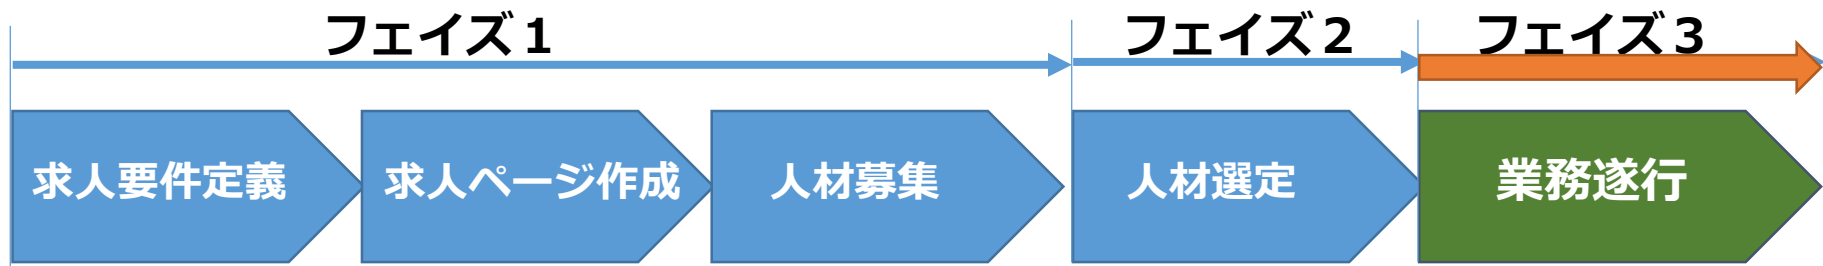 フェイズ１
フェイズ２
フェイズ３
求人要件定義
求人ページ作成
人材募集
人材選定
業務遂行